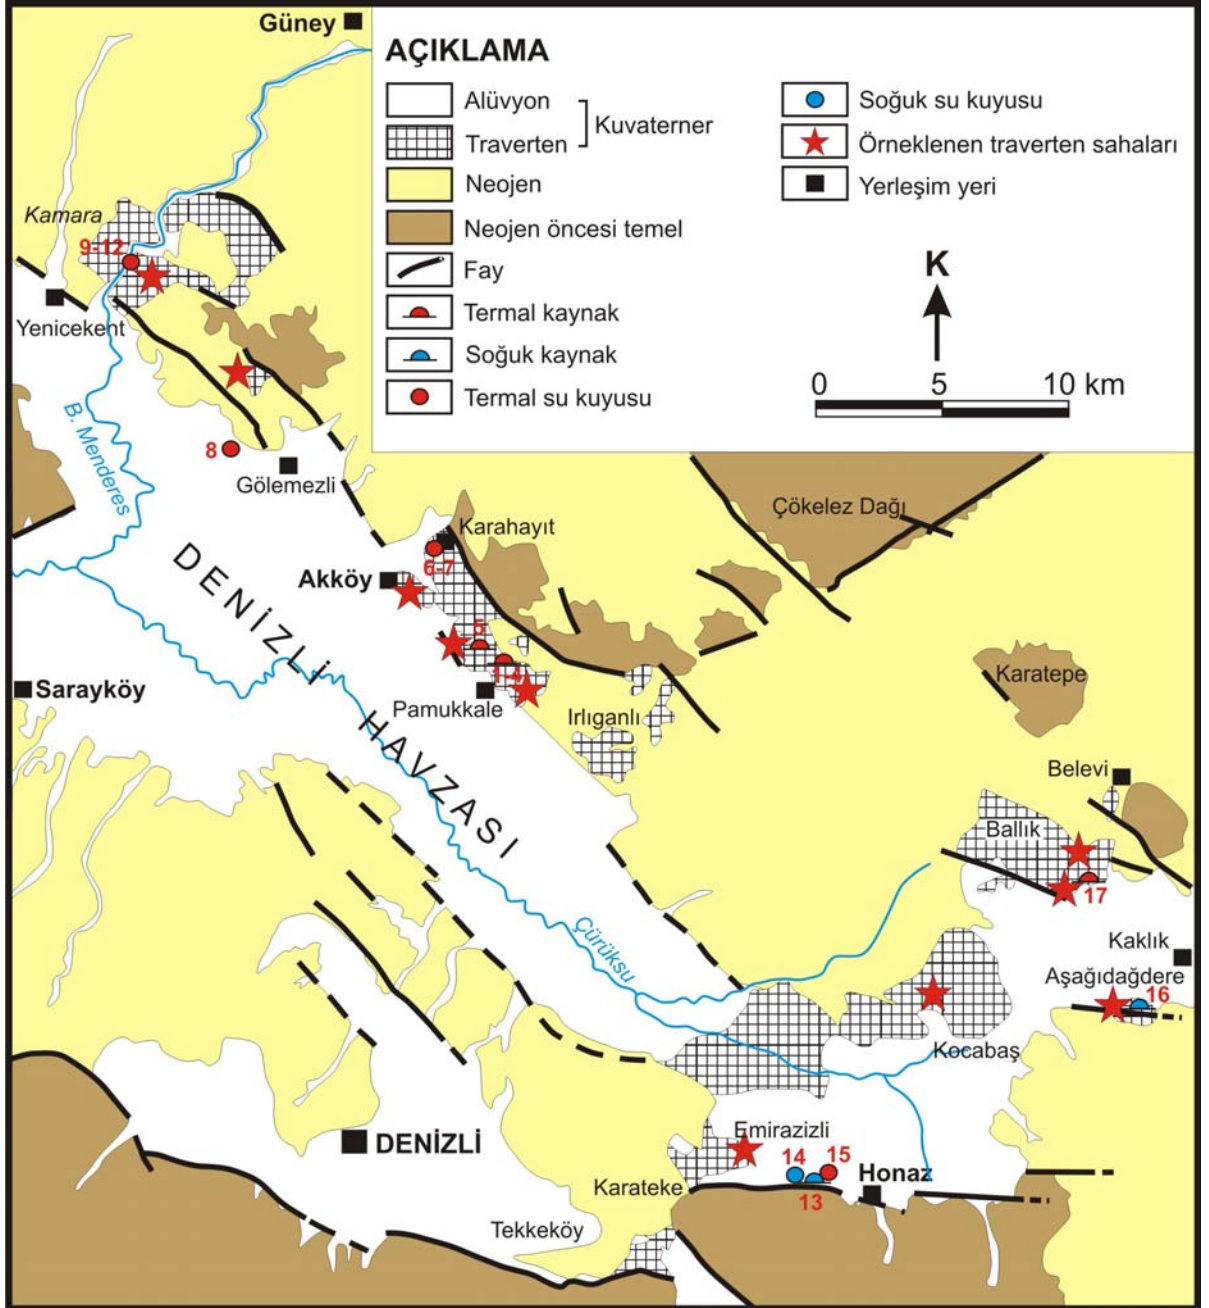 Güney
AÇIKLAMA
Alüvyon
Traverten
Kuvaterner
Neojen
Neojen öncesi temel
Fay
Termal kaynak
Soğuk kaynak
Termal su kuyusu
Soğuk su kuyusu
Örneklenen traverten sahaları
Yerleşim yeri
K
0 5 10 km
Kamara
9-12
Yenicekent
B. Menderes
8
Gölemezli
Çökelez Dağı
Karahayıt
6-7
Akköy
DENİZLİ HAVZASI
5
1-4
Sarayköy
Pamukkale
Irlıganlı
Karatepe
Belevi
Ballık
17
Çürüksu
Kaklık
Aşağıdağdere
16
Kocabaş
DENİZLİ
Emirazizli
14
15
13
Honaz
Karateke
Tekkeköy